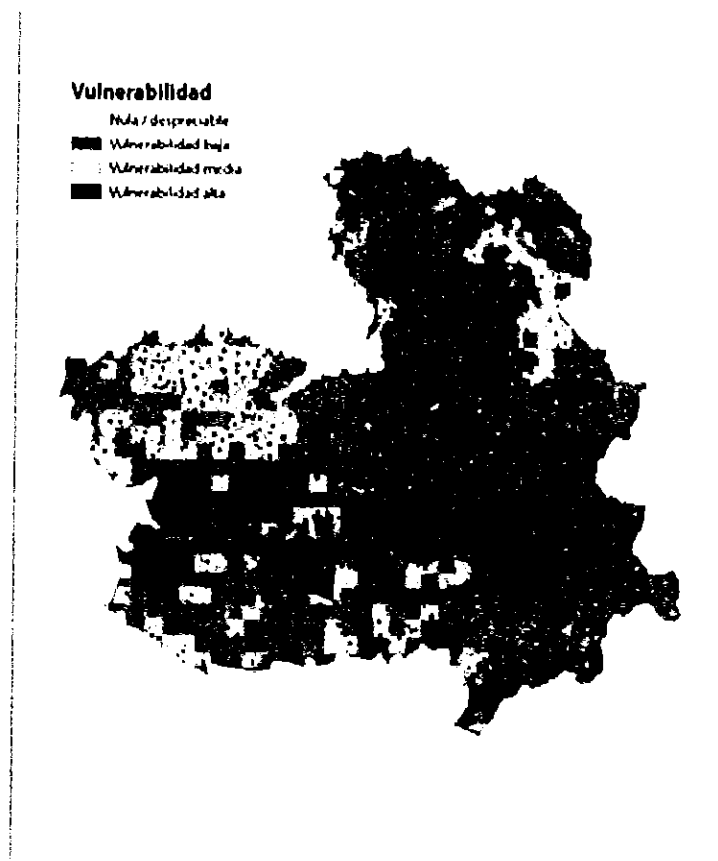 Vulnerabilidad
Nula / despreciable
Vulnerabilidad baja
Vulnerabilidad media
Vulnerabilidad alta